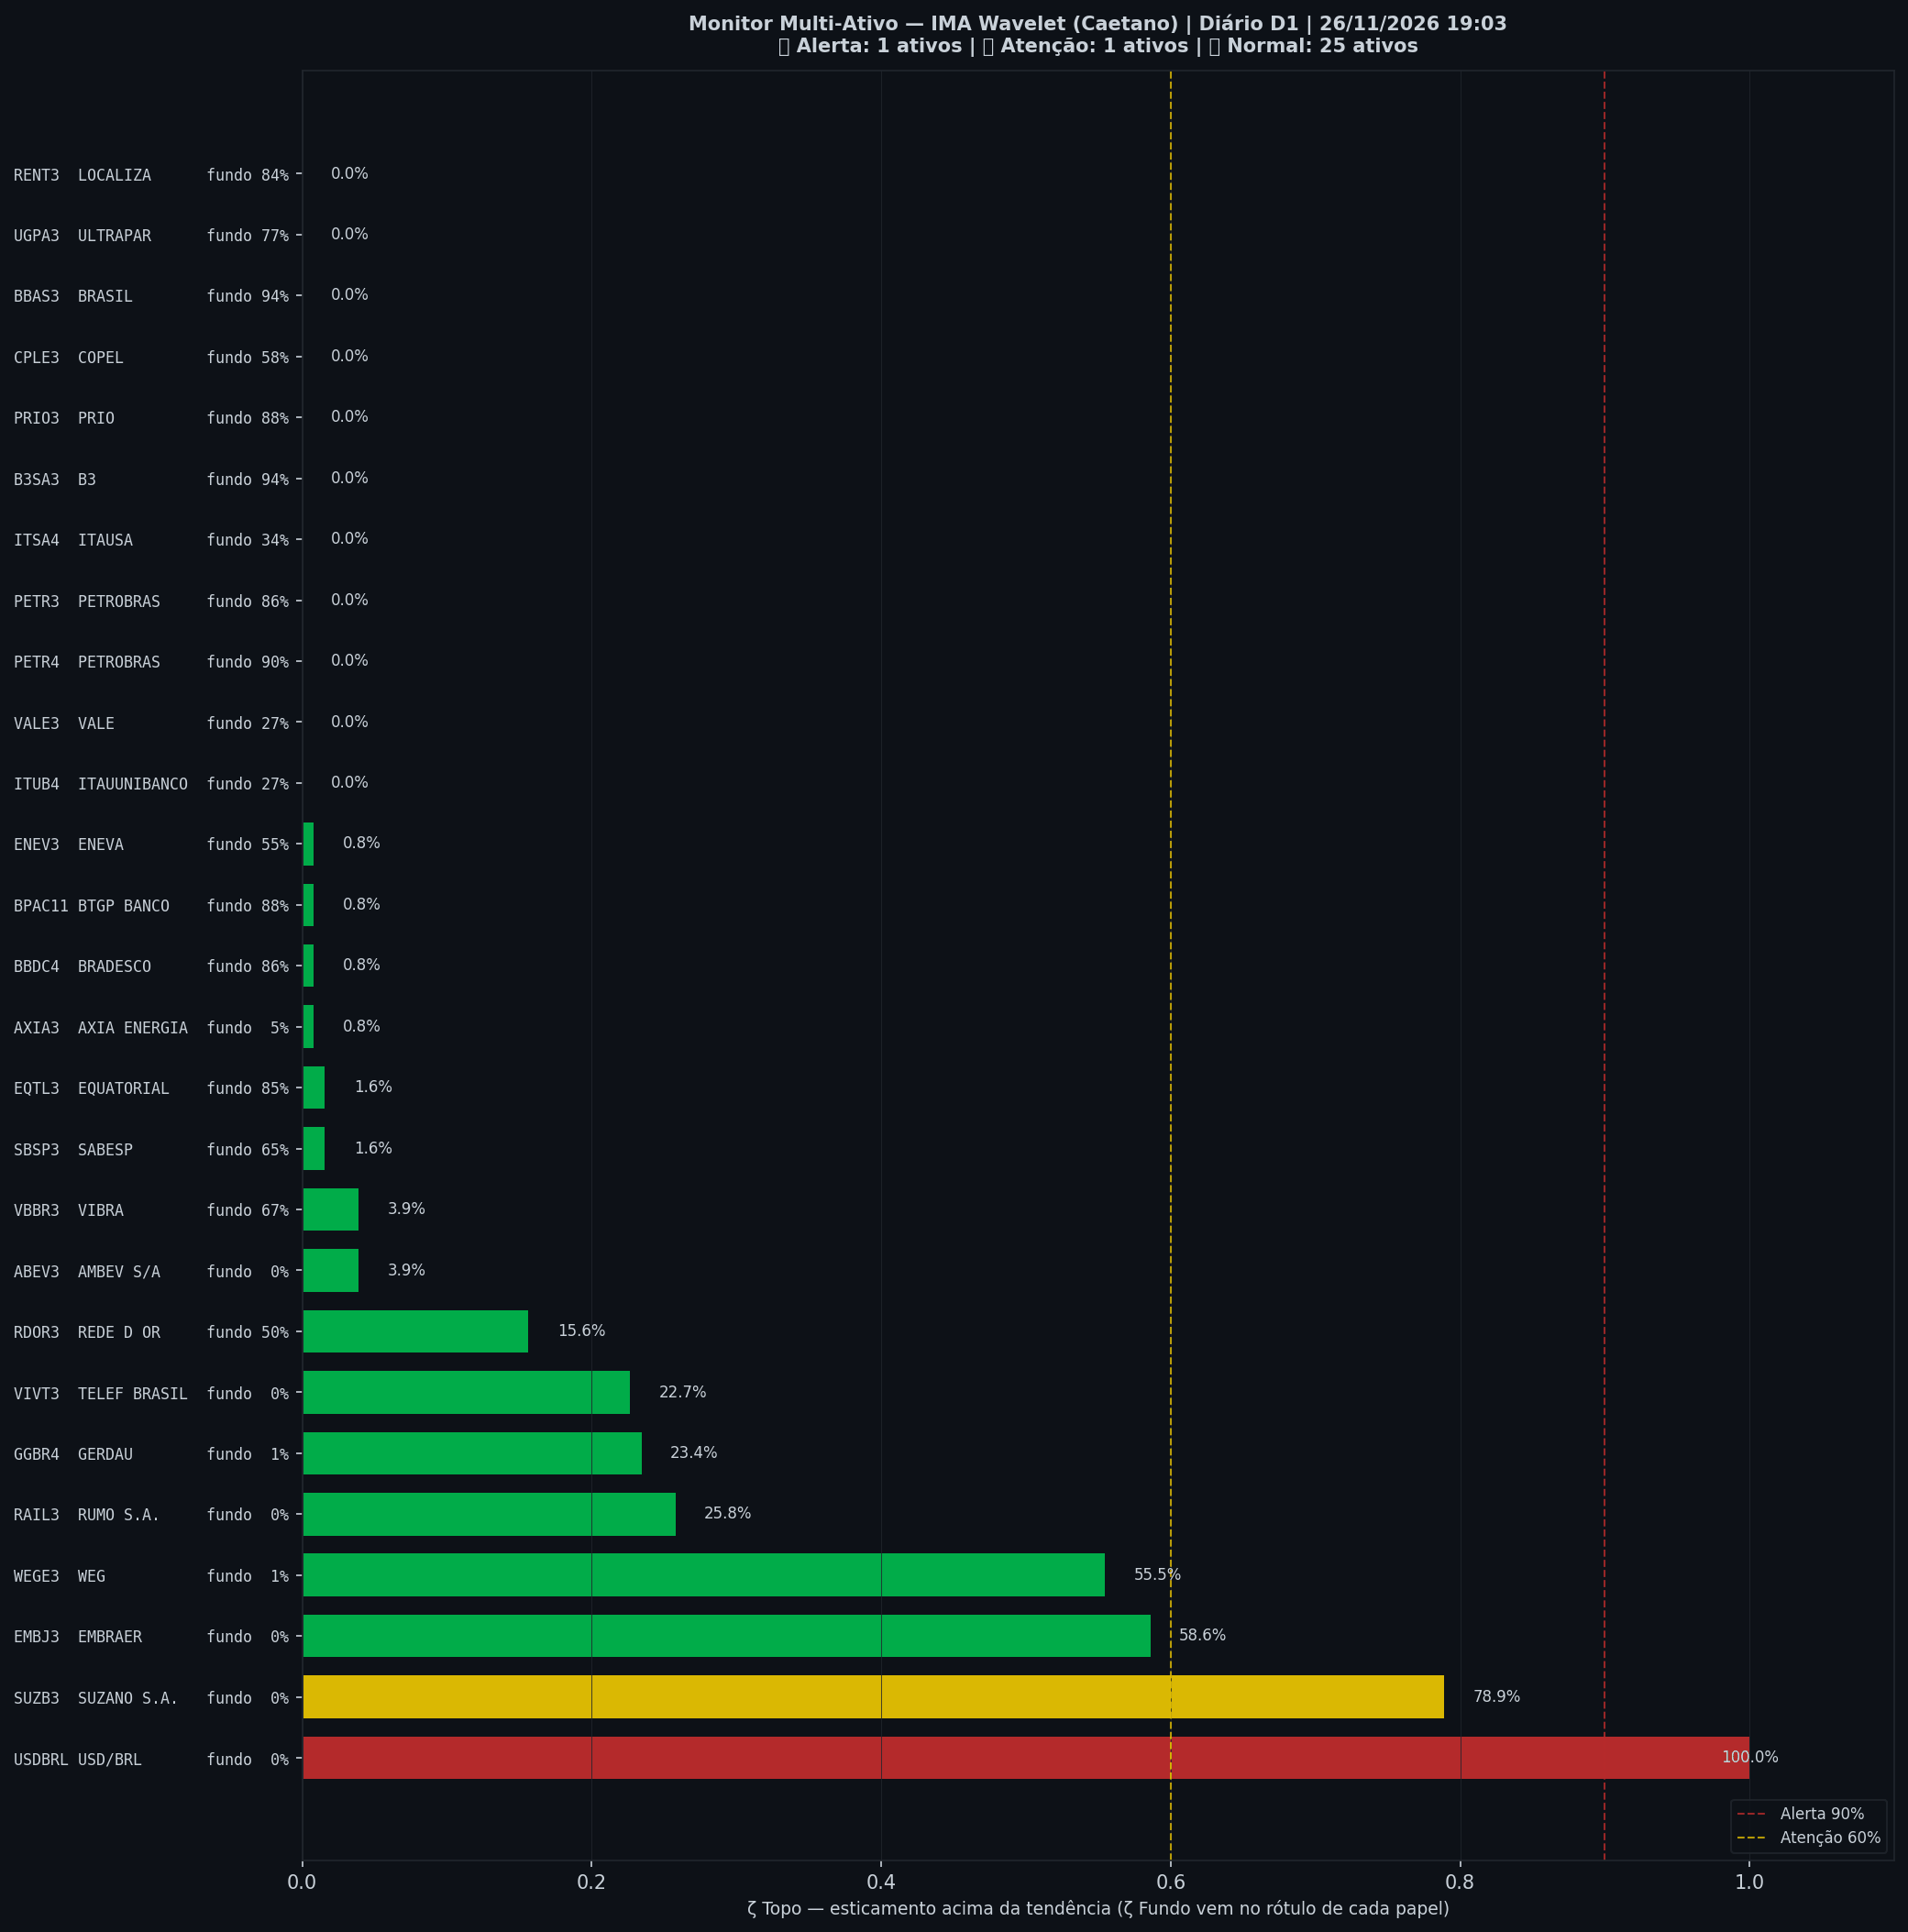 Monitor Multi-Ativo — IMA Wavelet (Caetano) | Diário D1 | 26/11/2026 19:03
Alerta: 1 ativos | Atenção: 1 ativos | Normal: 25 ativos
RENT3 LOCALIZA fundo 84% 0.0%
UGPA3 ULTRAPAR fundo 77% 0.0%
BBAS3 BRASIL fundo 94% 0.0%
CPLE3 COPEL fundo 58% 0.0%
PRIO3 PRIO fundo 88% 0.0%
B3SA3 B3 fundo 94% 0.0%
ITSA4 ITAUSA fundo 34% 0.0%
PETR3 PETROBRAS fundo 86% 0.0%
PETR4 PETROBRAS fundo 90% 0.0%
VALE3 VALE fundo 27% 0.0%
ITUB4 ITAUUNIBANCO fundo 27% 0.0%
ENEV3 ENEVA fundo 55% 0.8%
BPAC11 BTGP BANCO fundo 88% 0.8%
BBDC4 BRADESCO fundo 86% 0.8%
AXIA3 AXIA ENERGIA fundo 5% 0.8%
EQTL3 EQUATORIAL fundo 85% 1.6%
SBSP3 SABESP fundo 65% 1.6%
VBBR3 VIBRA fundo 67% 3.9%
ABEV3 AMBEV S/A fundo 0% 3.9%
RDOR3 REDE D OR fundo 50% 15.6%
VIVT3 TELEF BRASIL fundo 0% 22.7%
GGBR4 GERDAU fundo 1% 23.4%
RAIL3 RUMO S.A. fundo 0% 25.8%
WEGE3 WEG fundo 1% 55.5%
EMBJ3 EMBRAER fundo 0% 58.6%
SUZB3 SUZANO S.A. fundo 0% 78.9%
USDBRL USD/BRL fundo 0% 100.0%
Alerta 90%
Atenção 60%
0.0 0.2 0.4 0.6 0.8 1.0
ζ Topo — esticamento acima da tendência (ζ Fundo vem no rótulo de cada papel)